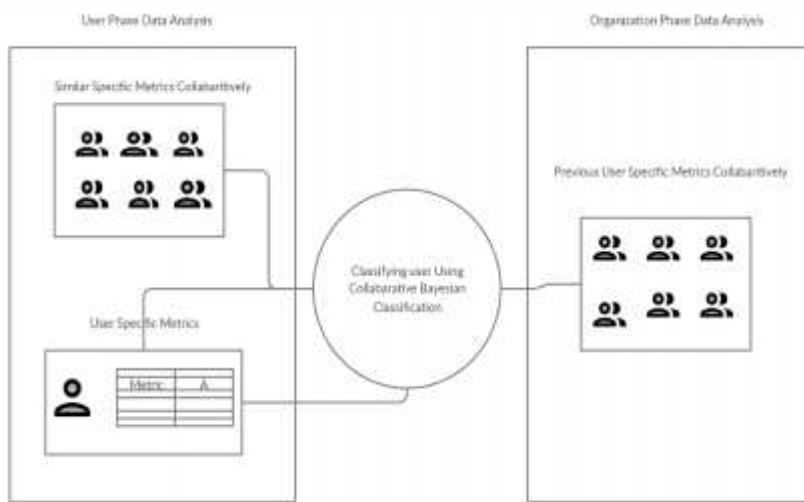 User Phase Data Analysis
Organization Phase Data Analysis
Similar Specific Metrics Collabaritively
Previous User Specific Metrics Collabaritively
Classifying user Using
Collabarative Bayesian
Classification
User Specific Metrics
Metric A